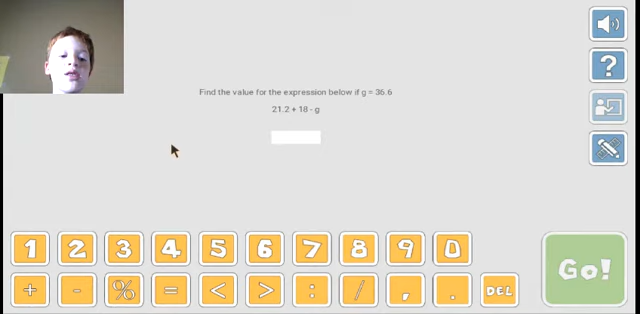 Find the value for the expression below if g = 36.6
21.2 + 18 - g
?
1 2 3 4 5 6 7 8 9 0
+ - % = < > : / , . DEL
Go!